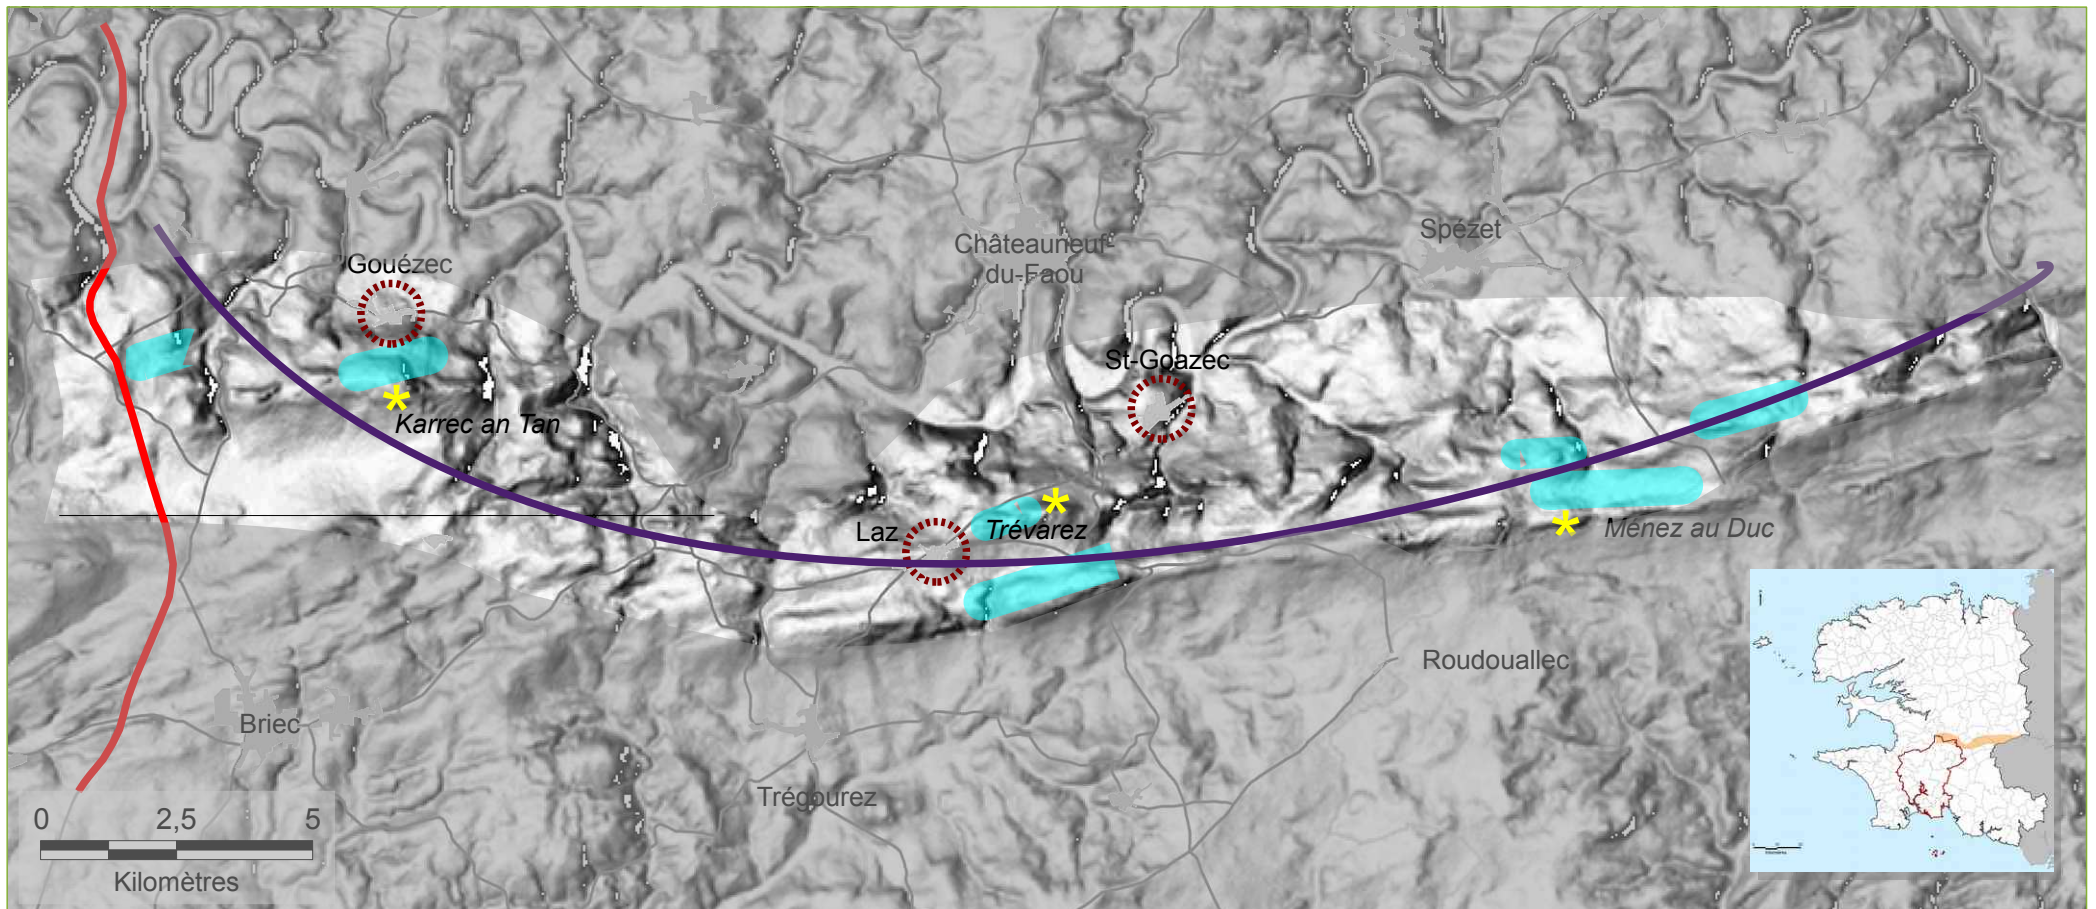 Spézet
Châteauneuf-
du-Faou
Gouézec
St-Goazec
Karrec an Tan
Laz
Trévarez
Ménez au Duc
Roudouallec
Briec
Trégourez
0 2,5 5
Kilomètres